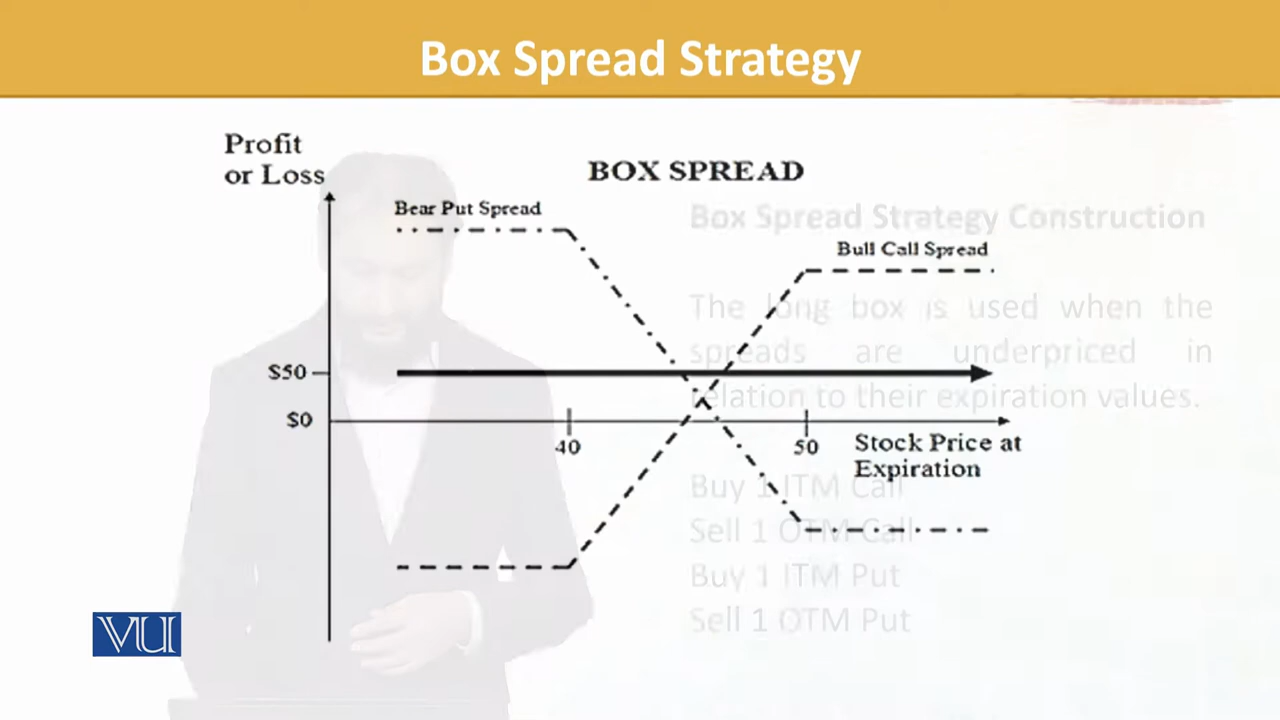 Box Spread Strategy
Profit
or Loss
BOX SPREAD
Bear Put Spread
Box Spread Strategy Construction
Bull Call Spread
The long box is used when the
spreads are underpriced in
relation to their expiration values.
$50
$0
40
50
Stock Price at
Expiration
Buy 1 ITM Call
Sell 1 OTM Call
Buy 1 ITM Put
Sell 1 OTM Put
VU